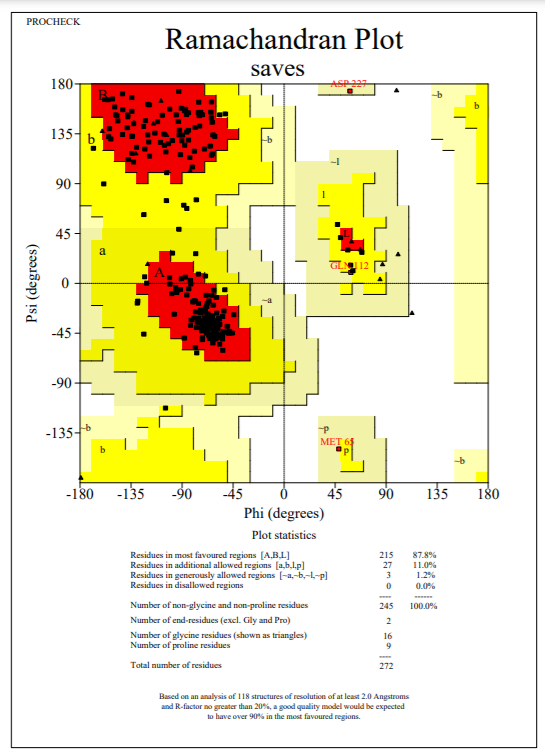 PROCHECK
Ramachandran Plot
saves
180
135
90
45
0
-45
-90
-135
Psi (degrees)
B
b
a
A
~a
~b
~b
b
~l
l
L
ASP 227
GLN 112
MET 65
~p
p
~b
b
~b
-180 -135 -90 -45 0 45 90 135 180
Phi (degrees)
Plot statistics
Residues in most favoured regions [A,B,L] 215 87.8%
Residues in additional allowed regions [a,b,l,p] 27 11.0%
Residues in generously allowed regions [~a,~b,~l,~p] 3 1.2%
Residues in disallowed regions 0 0.0%
---- ------
Number of non-glycine and non-proline residues 245 100.0%
Number of end-residues (excl. Gly and Pro) 2
Number of glycine residues (shown as triangles) 16
Number of proline residues 9
----
Total number of residues 272
Based on an analysis of 118 structures of resolution of at least 2.0 Angstroms
and R-factor no greater than 20%, a good quality model would be expected
to have over 90% in the most favoured regions.